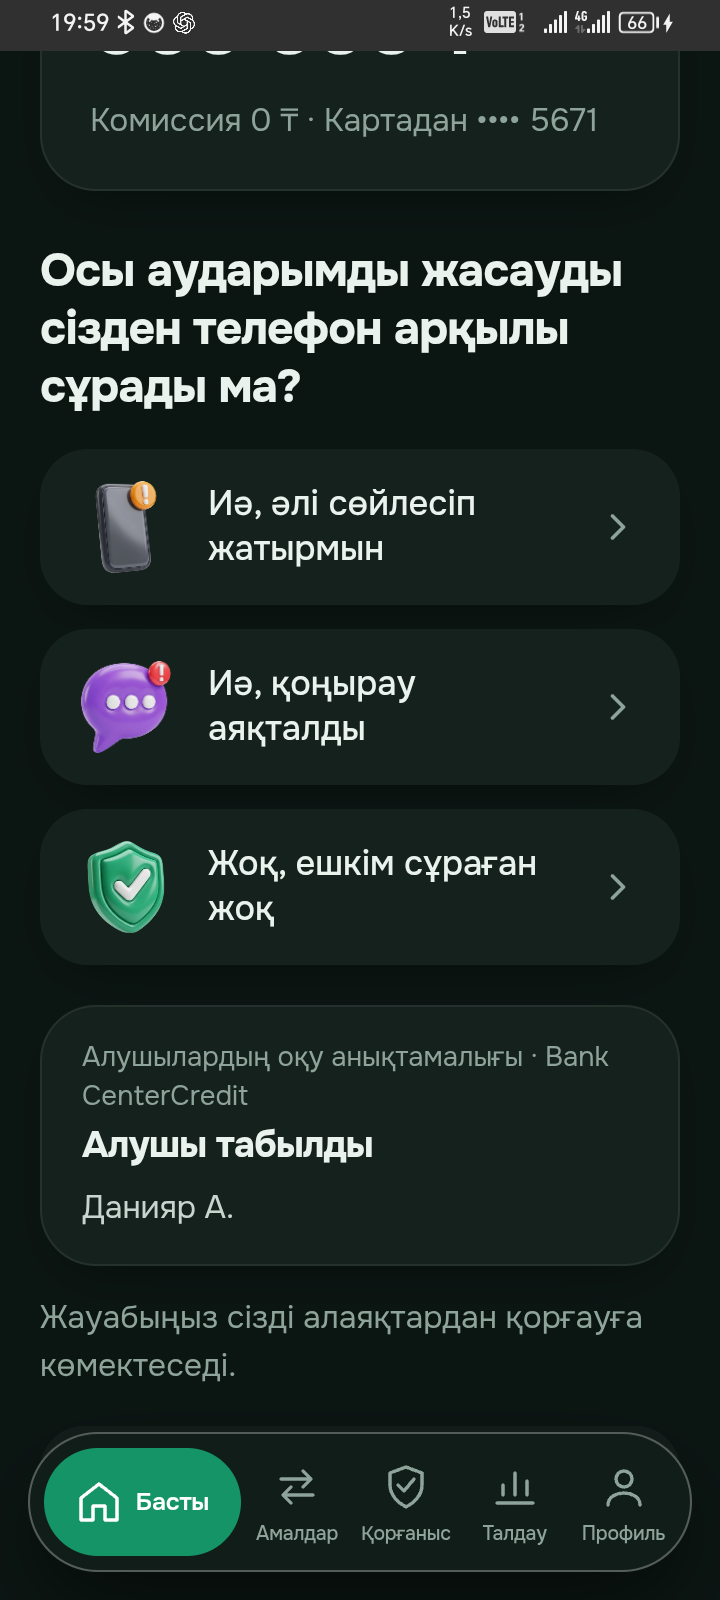 19:59
1,5
K/s
VoLTE 1
2
4G
66
Комиссия 0 ₸ · Картадан •••• 5671
Осы аударымды жасауды
сізден телефон арқылы
сұрады ма?
Иә, әлі сөйлесіп
жатырмын
Иә, қоңырау
аяқталды
Жоқ, ешкім сұраған
жоқ
Алушылардың оқу анықтамалығы · Bank
CenterCredit
Алушы табылды
Данияр А.
Жауабыңыз сізді алаяқтардан қорғауға
көмектеседі.
Басты
Амалдар
Қорғаныс
Талдау
Профиль